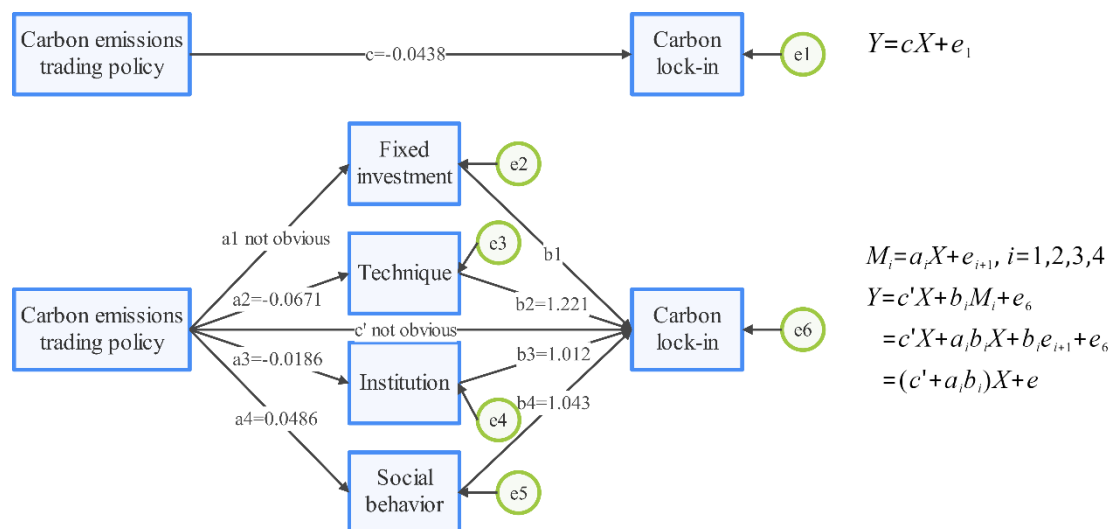 Carbon emissions
trading policy
c=-0.0438
Carbon
lock-in
e1
Y=cX+e₁
Fixed
investment
e2
a1 not obvious
e3
b1
Technique
a2=-0.0671
b2=1.221
Carbon emissions
trading policy
c' not obvious
Carbon
lock-in
e6
a3=-0.0186
b3=1.012
Institution
b4=1.043
e4
a4=0.0486
Social
behavior
e5
Mᵢ=aᵢX+eᵢ₊₁, i=1,2,3,4
Y=c'X+bᵢMᵢ+e₆
=c'X+aᵢbᵢX+bᵢeᵢ₊₁+e₆
=(c'+aᵢbᵢ)X+e